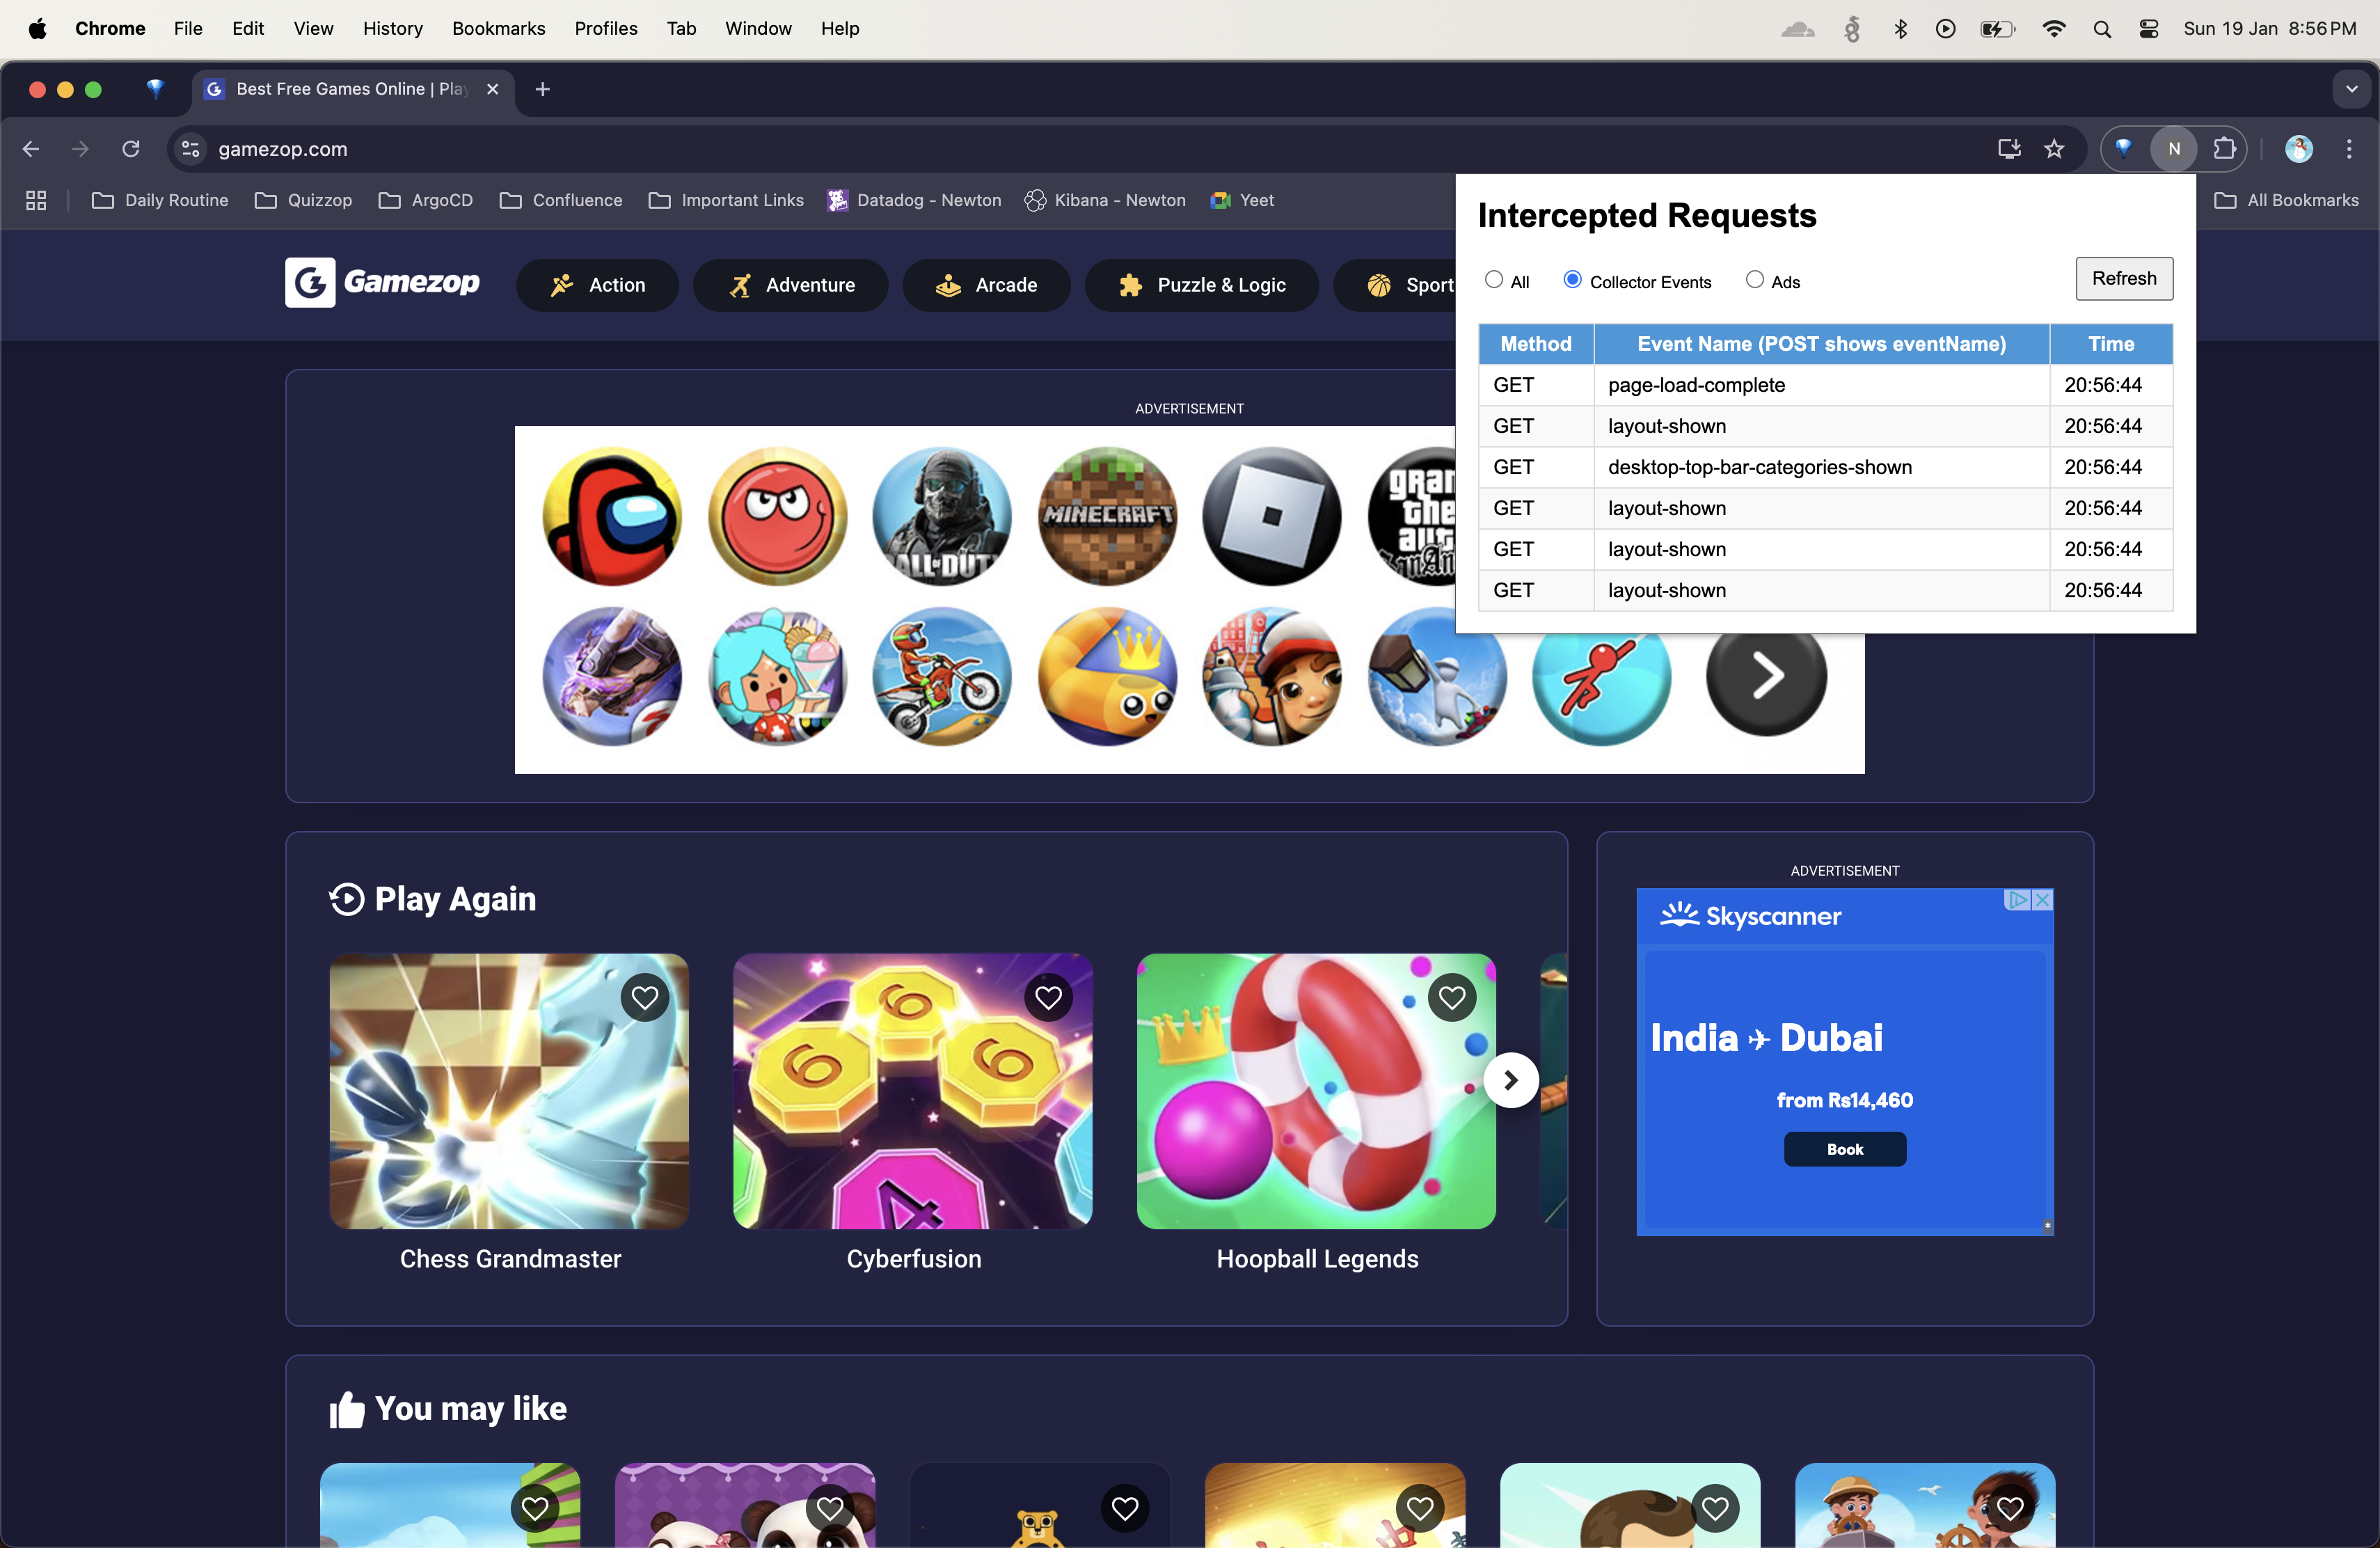 Chrome File Edit View History Bookmarks Profiles Tab Window Help Sun 19 Jan 8:56 PM
Best Free Games Online | Play
gamezop.com
N
Daily Routine Quizzop ArgoCD Confluence Important Links Datadog - Newton Kibana - Newton Yeet All Bookmarks
Gamezop Action Adventure Arcade Puzzle & Logic Sport
Intercepted Requests
All Collector Events Ads Refresh
Method Event Name (POST shows eventName) Time
GET page-load-complete 20:56:44
GET layout-shown 20:56:44
GET desktop-top-bar-categories-shown 20:56:44
GET layout-shown 20:56:44
GET layout-shown 20:56:44
GET layout-shown 20:56:44
ADVERTISEMENT
MINECRAFT
ALL OF DUT
Play Again
Chess Grandmaster
Cyberfusion
Hoopball Legends
ADVERTISEMENT
Skyscanner
India Dubai
from Rs14,460
Book
You may like